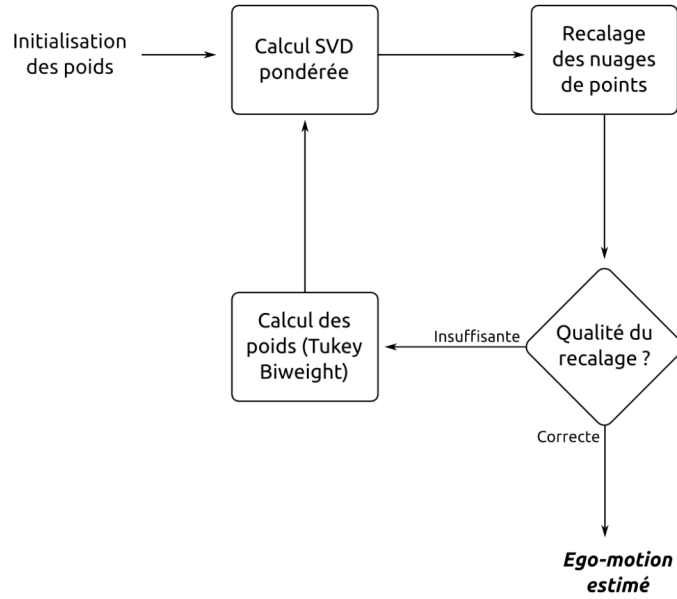 Initialisation
des poids
Calcul SVD
pondérée
Recalage
des nuages
de points
Calcul des
poids (Tukey
Biweight)
Insuffisante
Qualité du
recalage ?
Correcte
Ego-motion
estimé